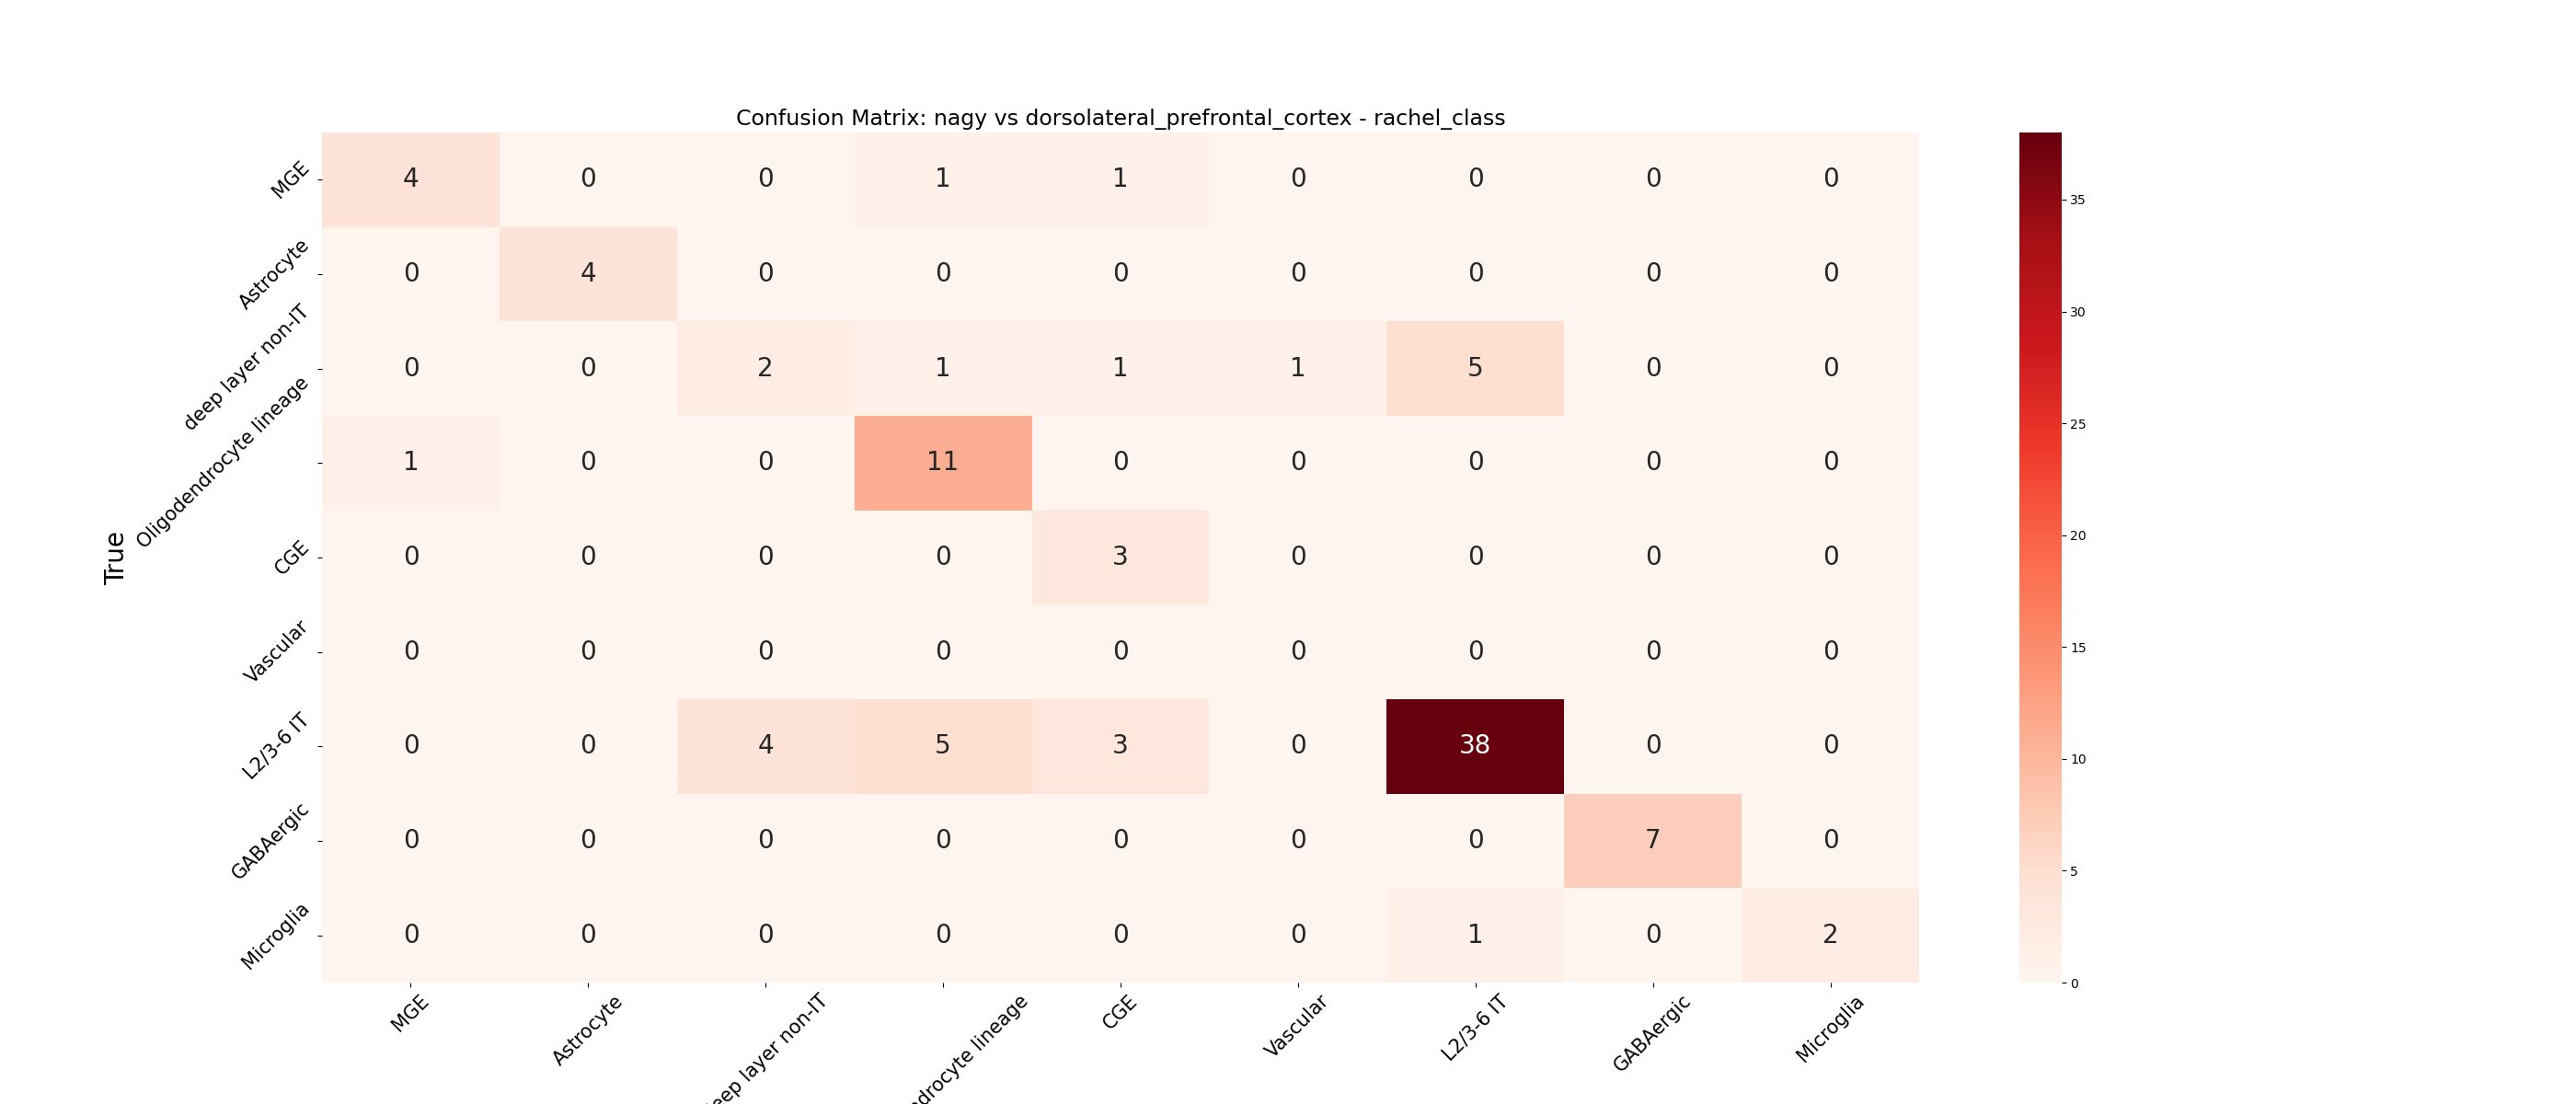 Confusion Matrix: nagy vs dorsolateral_prefrontal_cortex - rachel_class
True
MGE 4 0 0 1 1 0 0 0 0
Astrocyte 0 4 0 0 0 0 0 0 0
deep layer non-IT 0 0 2 1 1 1 5 0 0
Oligodendrocyte lineage 1 0 0 11 0 0 0 0 0
CGE 0 0 0 0 3 0 0 0 0
Vascular 0 0 0 0 0 0 0 0 0
L2/3-6 IT 0 0 4 5 3 0 38 0 0
GABAergic 0 0 0 0 0 0 0 7 0
Microglia 0 0 0 0 0 0 1 0 2
MGE Astrocyte layer non-IT lineage CGE Vascular L2/3-6 IT GABAergic Microglia
35
30
25
20
15
10
5
0